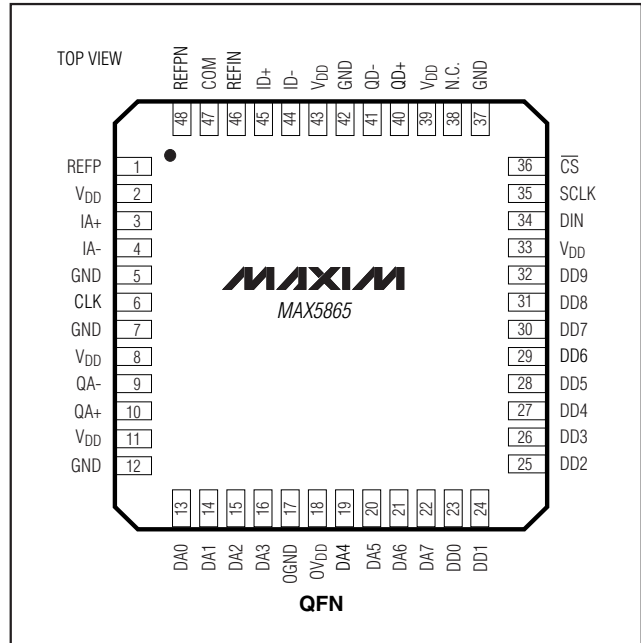 TOP VIEW
REFPN COM REFIN ID+ ID- VDD GND QD- QD+ VDD N.C. GND
48 47 46 45 44 43 42 41 40 39 38 37
REFP 1
VDD 2
IA+ 3
IA- 4
GND 5
CLK 6
GND 7
VDD 8
QA- 9
QA+ 10
VDD 11
GND 12
MAXIM
MAX5865
36 C̅S̅
35 SCLK
34 DIN
33 VDD
32 DD9
31 DD8
30 DD7
29 DD6
28 DD5
27 DD4
26 DD3
25 DD2
13 14 15 16 17 18 19 20 21 22 23 24
DA0 DA1 DA2 DA3 OGND OVDD DA4 DA5 DA6 DA7 DD0 DD1
QFN